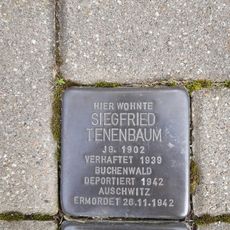 HIER WOHNTE
SIEGFRIED
TENENBAUM
JG. 1902
VERHAFTET 1939
BUCHENWALD
DEPORTIERT 1942
AUSCHWITZ
ERMORDET 26.11.1942